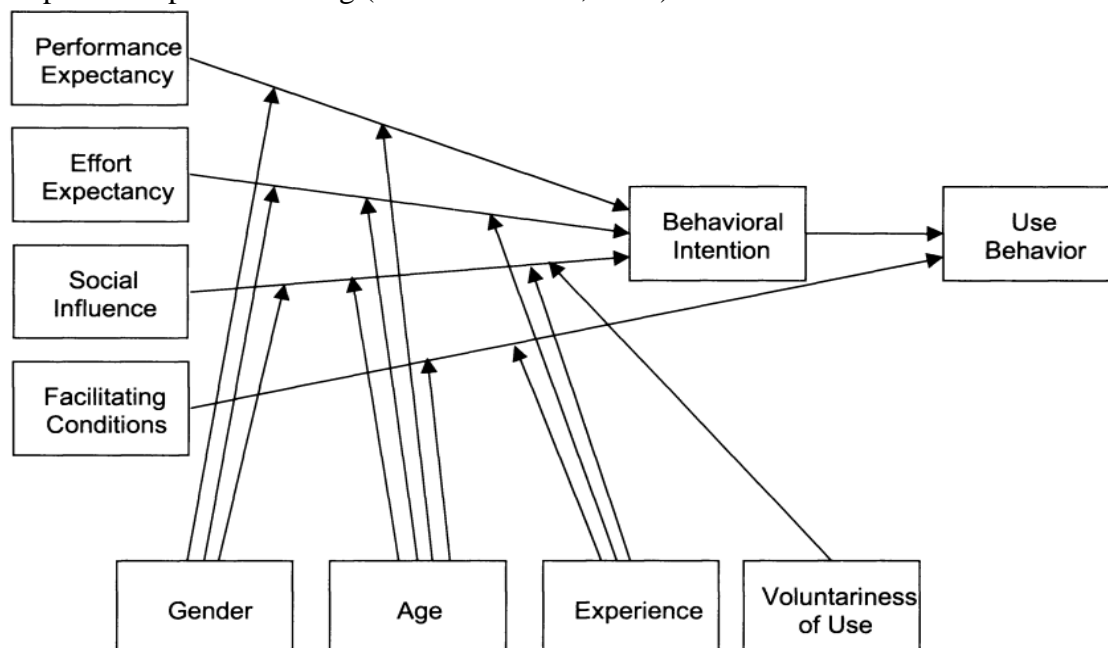 Performance
Expectancy
Effort
Expectancy
Social
Influence
Facilitating
Conditions
Behavioral
Intention
Use
Behavior
Gender
Age
Experience
Voluntariness
of Use